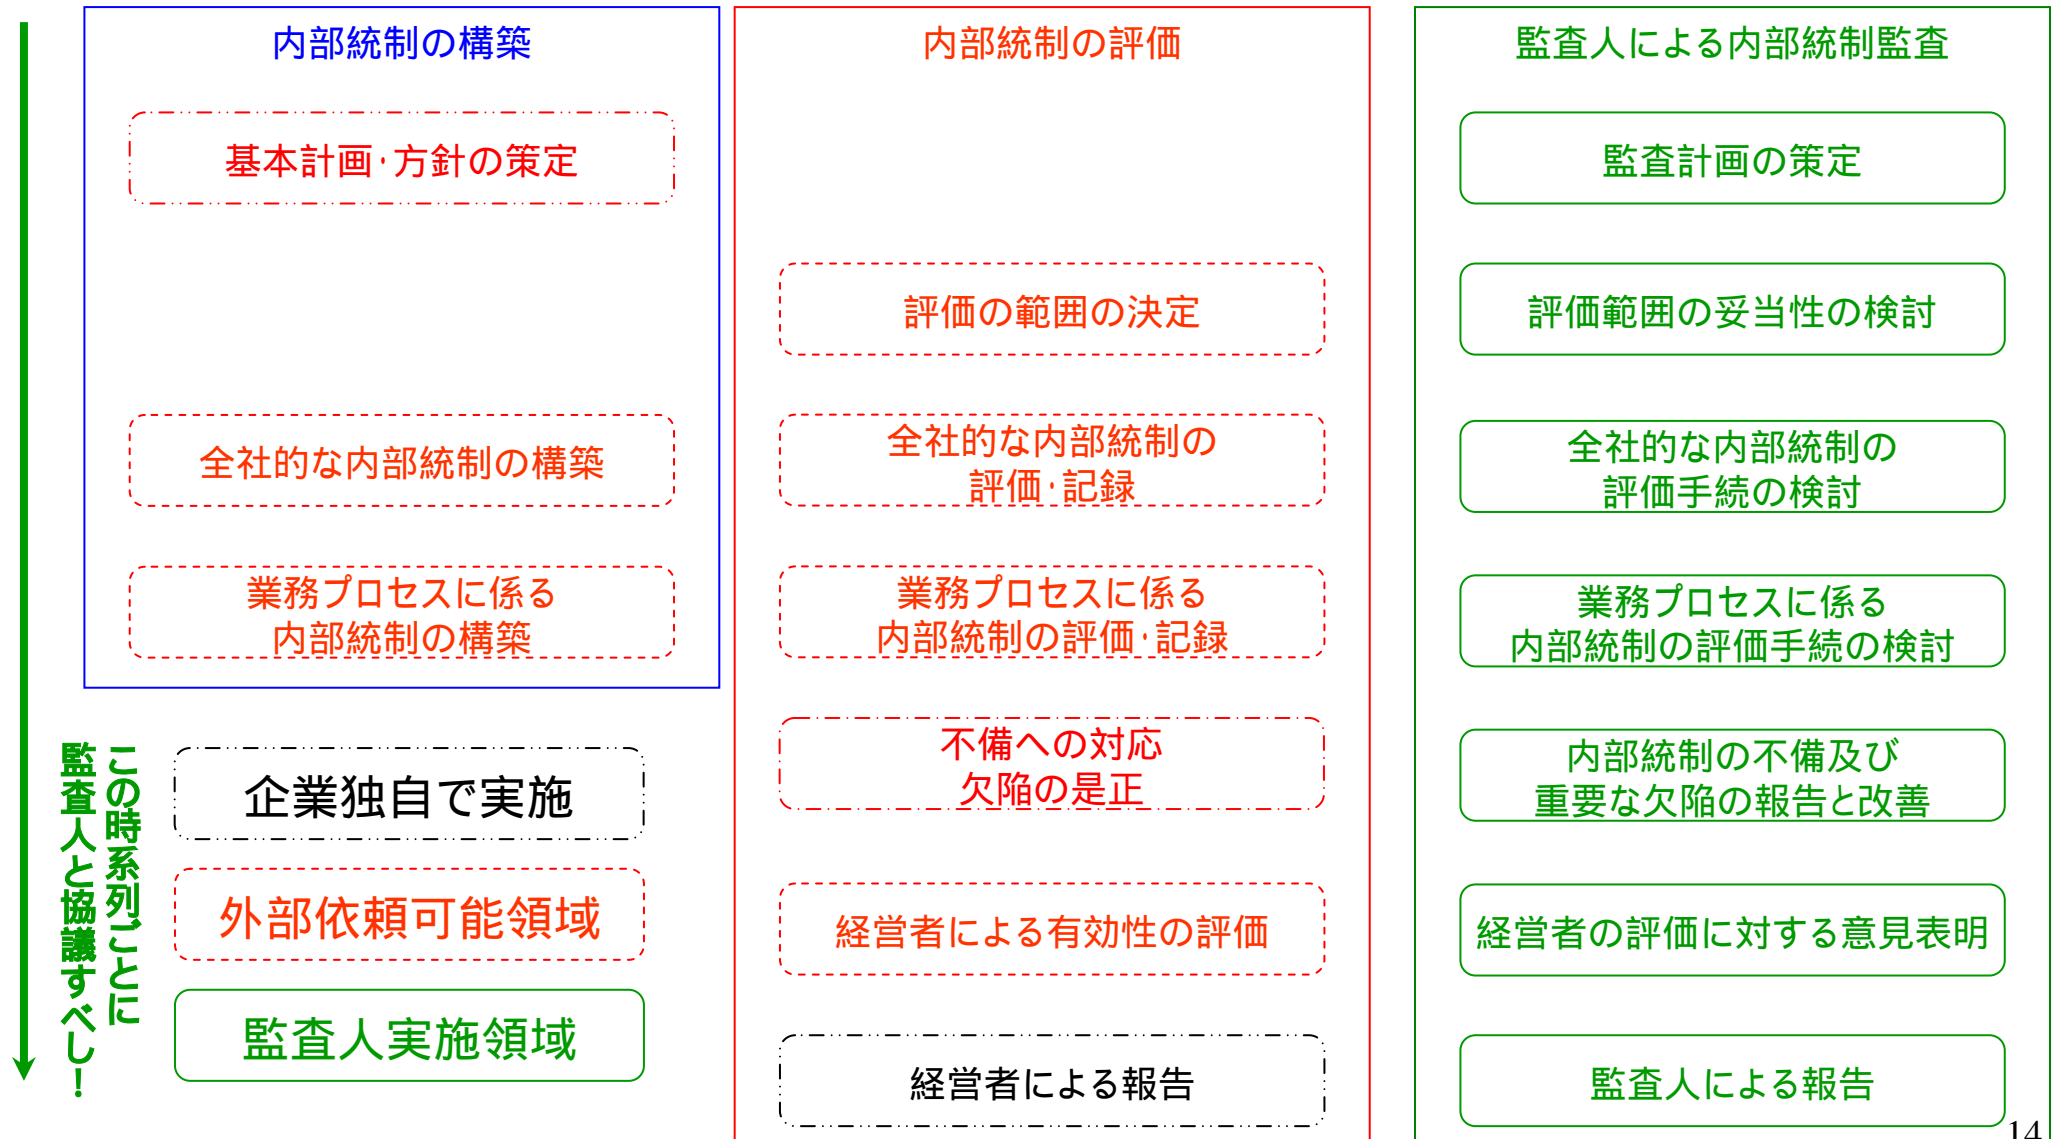 内部統制の構築
基本計画・方針の策定
全社的な内部統制の構築
業務プロセスに係る
内部統制の構築
内部統制の評価
評価の範囲の決定
全社的な内部統制の
評価・記録
業務プロセスに係る
内部統制の評価・記録
不備への対応
欠陥の是正
経営者による有効性の評価
経営者による報告
監査人による内部統制監査
監査計画の策定
評価範囲の妥当性の検討
全社的な内部統制の
評価手続の検討
業務プロセスに係る
内部統制の評価手続の検討
内部統制の不備及び
重要な欠陥の報告と改善
経営者の評価に対する意見表明
監査人による報告
この時系列ごとに
監査人と協議すべし！
企業独自で実施
外部依頼可能領域
監査人実施領域
14